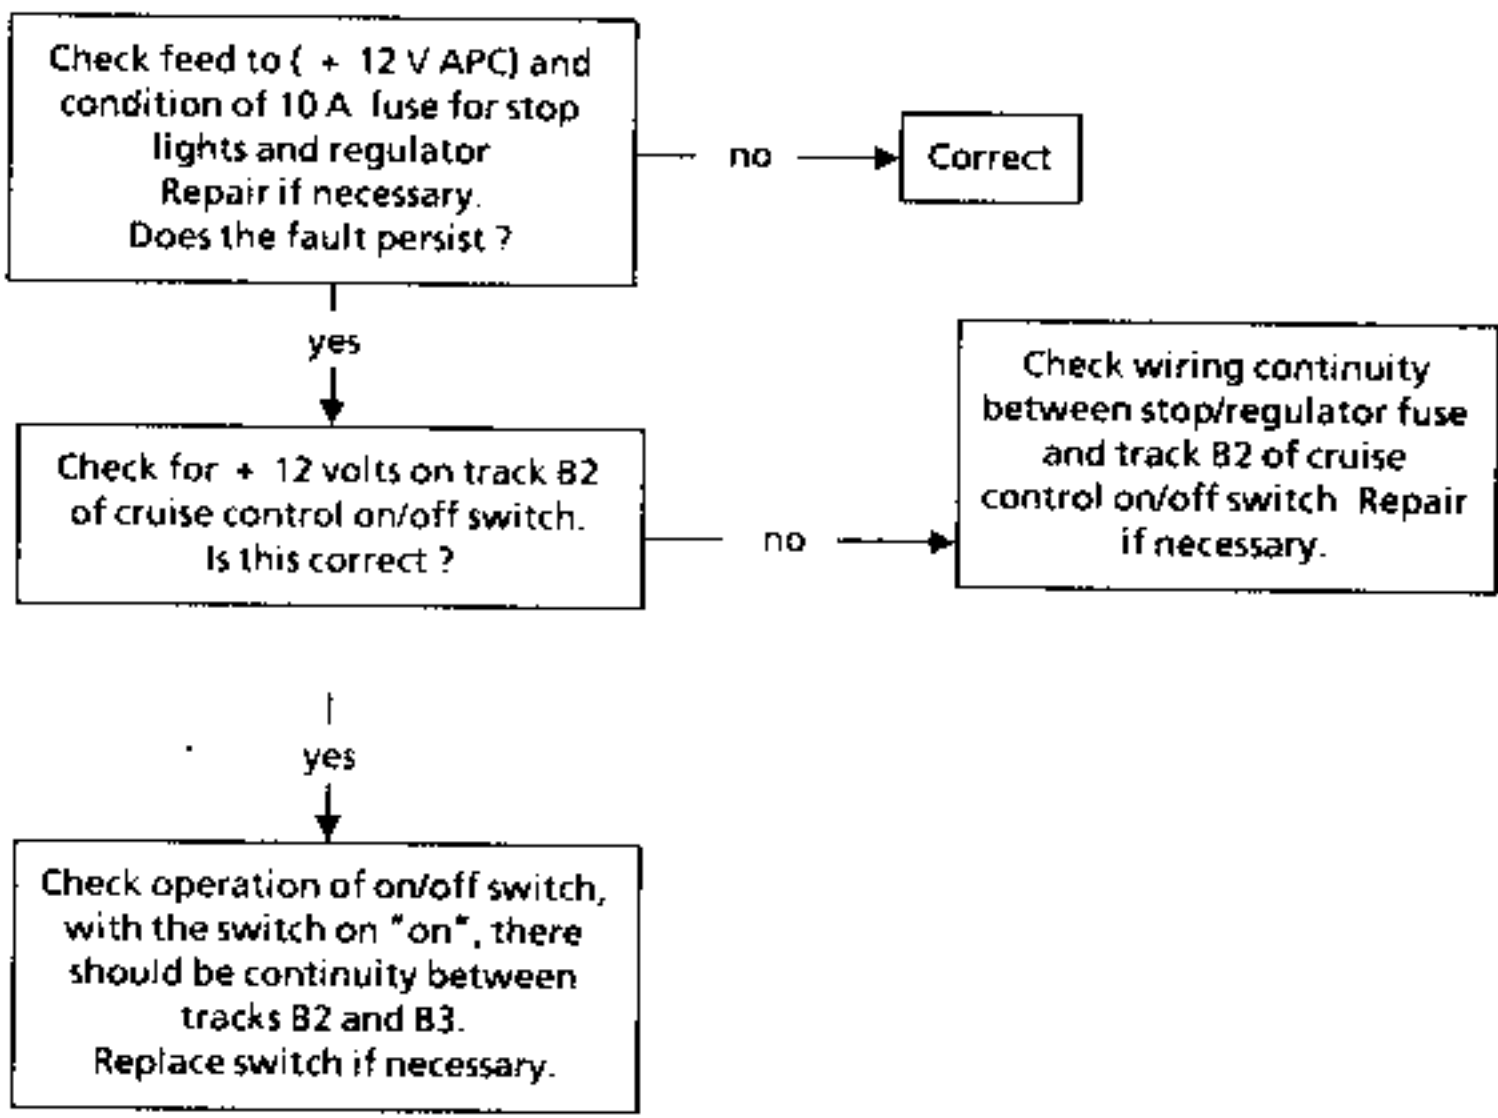 Check feed to ( + 12 V APC) and
condition of 10 A fuse for stop
lights and regulator
Repair if necessary.
Does the fault persist ?
no
Correct
yes
Check for + 12 volts on track B2
of cruise control on/off switch.
Is this correct ?
no
Check wiring continuity
between stop/regulator fuse
and track B2 of cruise
control on/off switch Repair
if necessary.
yes
Check operation of on/off switch,
with the switch on "on", there
should be continuity between
tracks B2 and B3.
Replace switch if necessary.